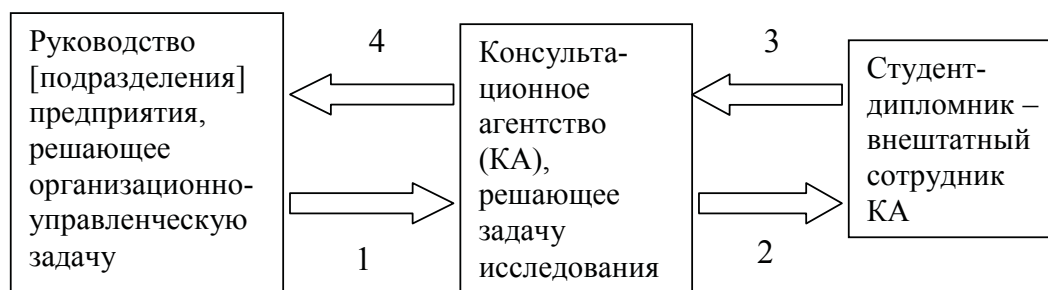 Руководство
[подразделения]
предприятия,
решающее
организационно-
управленческую
задачу
4
1
Консульта-
ционное
агентство
(КА),
решающее
задачу
исследования
3
2
Студент-
дипломник –
внештатный
сотрудник
КА